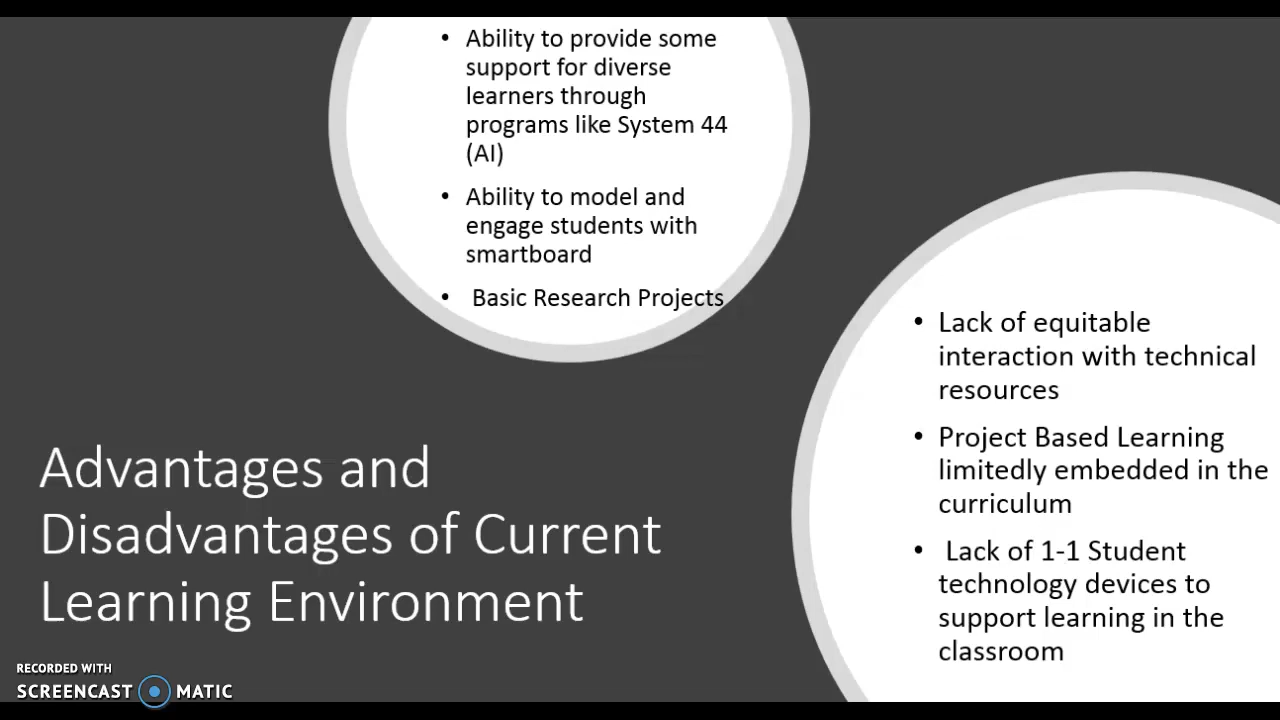 • Ability to provide some
support for diverse
learners through
programs like System 44
(AI)
• Ability to model and
engage students with
smartboard
• Basic Research Projects
• Lack of equitable
interaction with technical
resources
• Project Based Learning
limitedly embedded in the
curriculum
• Lack of 1-1 Student
technology devices to
support learning in the
classroom
Advantages and
Disadvantages of Current
Learning Environment
RECORDED WITH
SCREENCAST MATIC